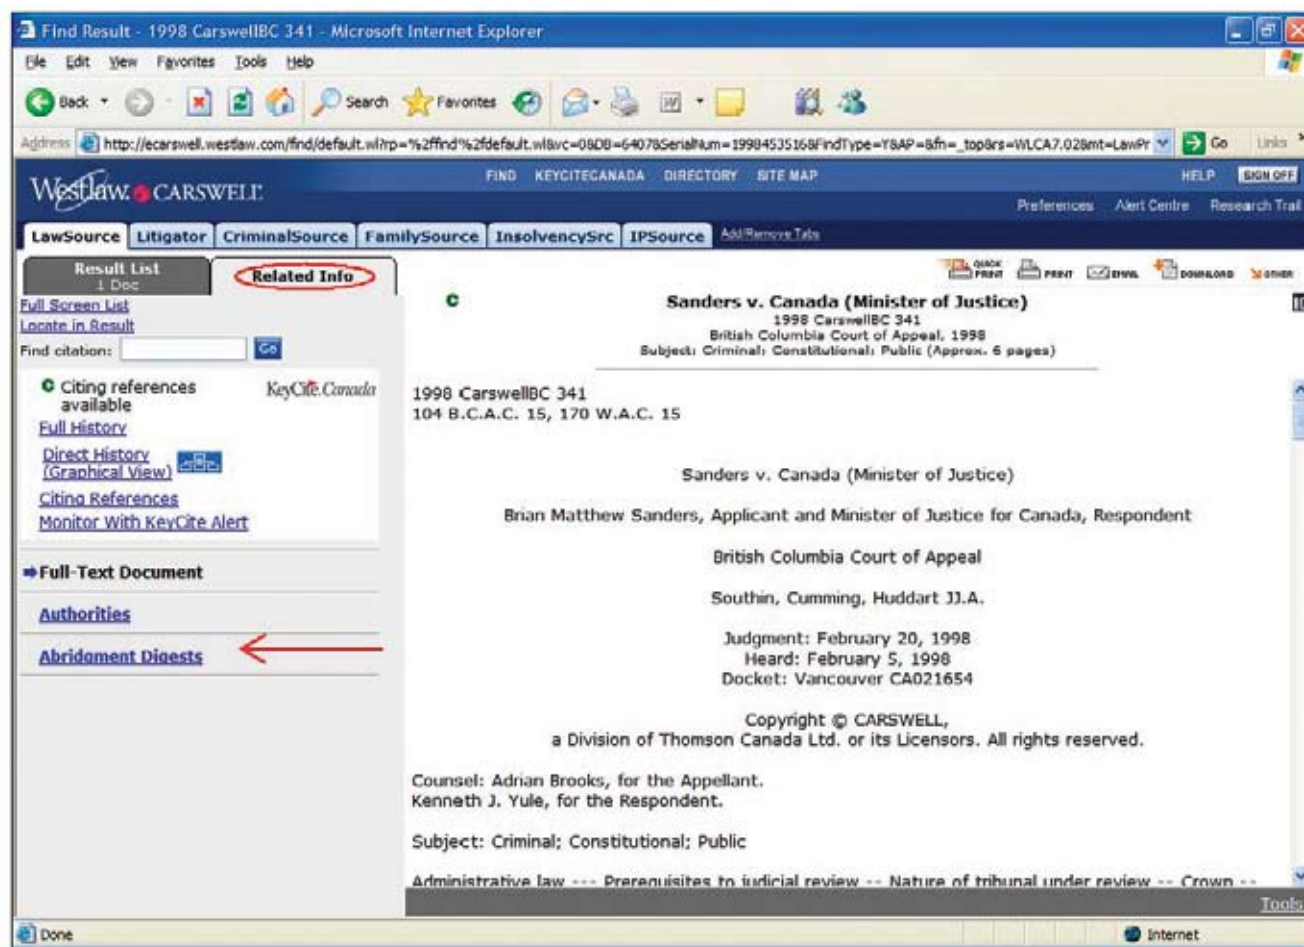 Find Result - 1998 CarswellBC 341 - Microsoft Internet Explorer
File Edit View Favorites Tools Help
Back Search Favorites
Address http://ecarswell.westlaw.com/find/default.wl?rp=%2ffind%2fdefault.wl&vc=0&DB=6407&SerialNum=1998453516&FindType=Y&AP=&fn=_top&rs=WLCA7.02&mt=LawPr Go Links
Westlaw. CARSWELL
FIND KEYCITECANADA DIRECTORY SITE MAP HELP SIGN OFF
Preferences Alert Centre Research Trail
LawSource Litigator CriminalSource FamilySource InsolvencySrc IPSource Add/Remove Tabs
Result List
1 Doc
Related Info
QUICK PRINT PRINT EMAIL DOWNLOAD OTHER
Full Screen List
Locate in Result
Find citation: Go
C Citing references
available
KeyCite.Canada
Full History
Direct History
(Graphical View)
Citing References
Monitor With KeyCite Alert
Full-Text Document
Authorities
Abridgment Digests
C Sanders v. Canada (Minister of Justice)
1998 CarswellBC 341
British Columbia Court of Appeal, 1998
Subject: Criminal; Constitutional; Public (Approx. 6 pages)
1998 CarswellBC 341
104 B.C.A.C. 15, 170 W.A.C. 15
Sanders v. Canada (Minister of Justice)
Brian Matthew Sanders, Applicant and Minister of Justice for Canada, Respondent
British Columbia Court of Appeal
Southin, Cumming, Huddart JJ.A.
Judgment: February 20, 1998
Heard: February 5, 1998
Docket: Vancouver CA021654
Copyright © CARSWELL,
a Division of Thomson Canada Ltd. or its Licensors. All rights reserved.
Counsel: Adrian Brooks, for the Appellant.
Kenneth J. Yule, for the Respondent.
Subject: Criminal; Constitutional; Public
Administrative law --- Prerequisites to judicial review -- Nature of tribunal under review -- Crown --
Tools
Done Internet